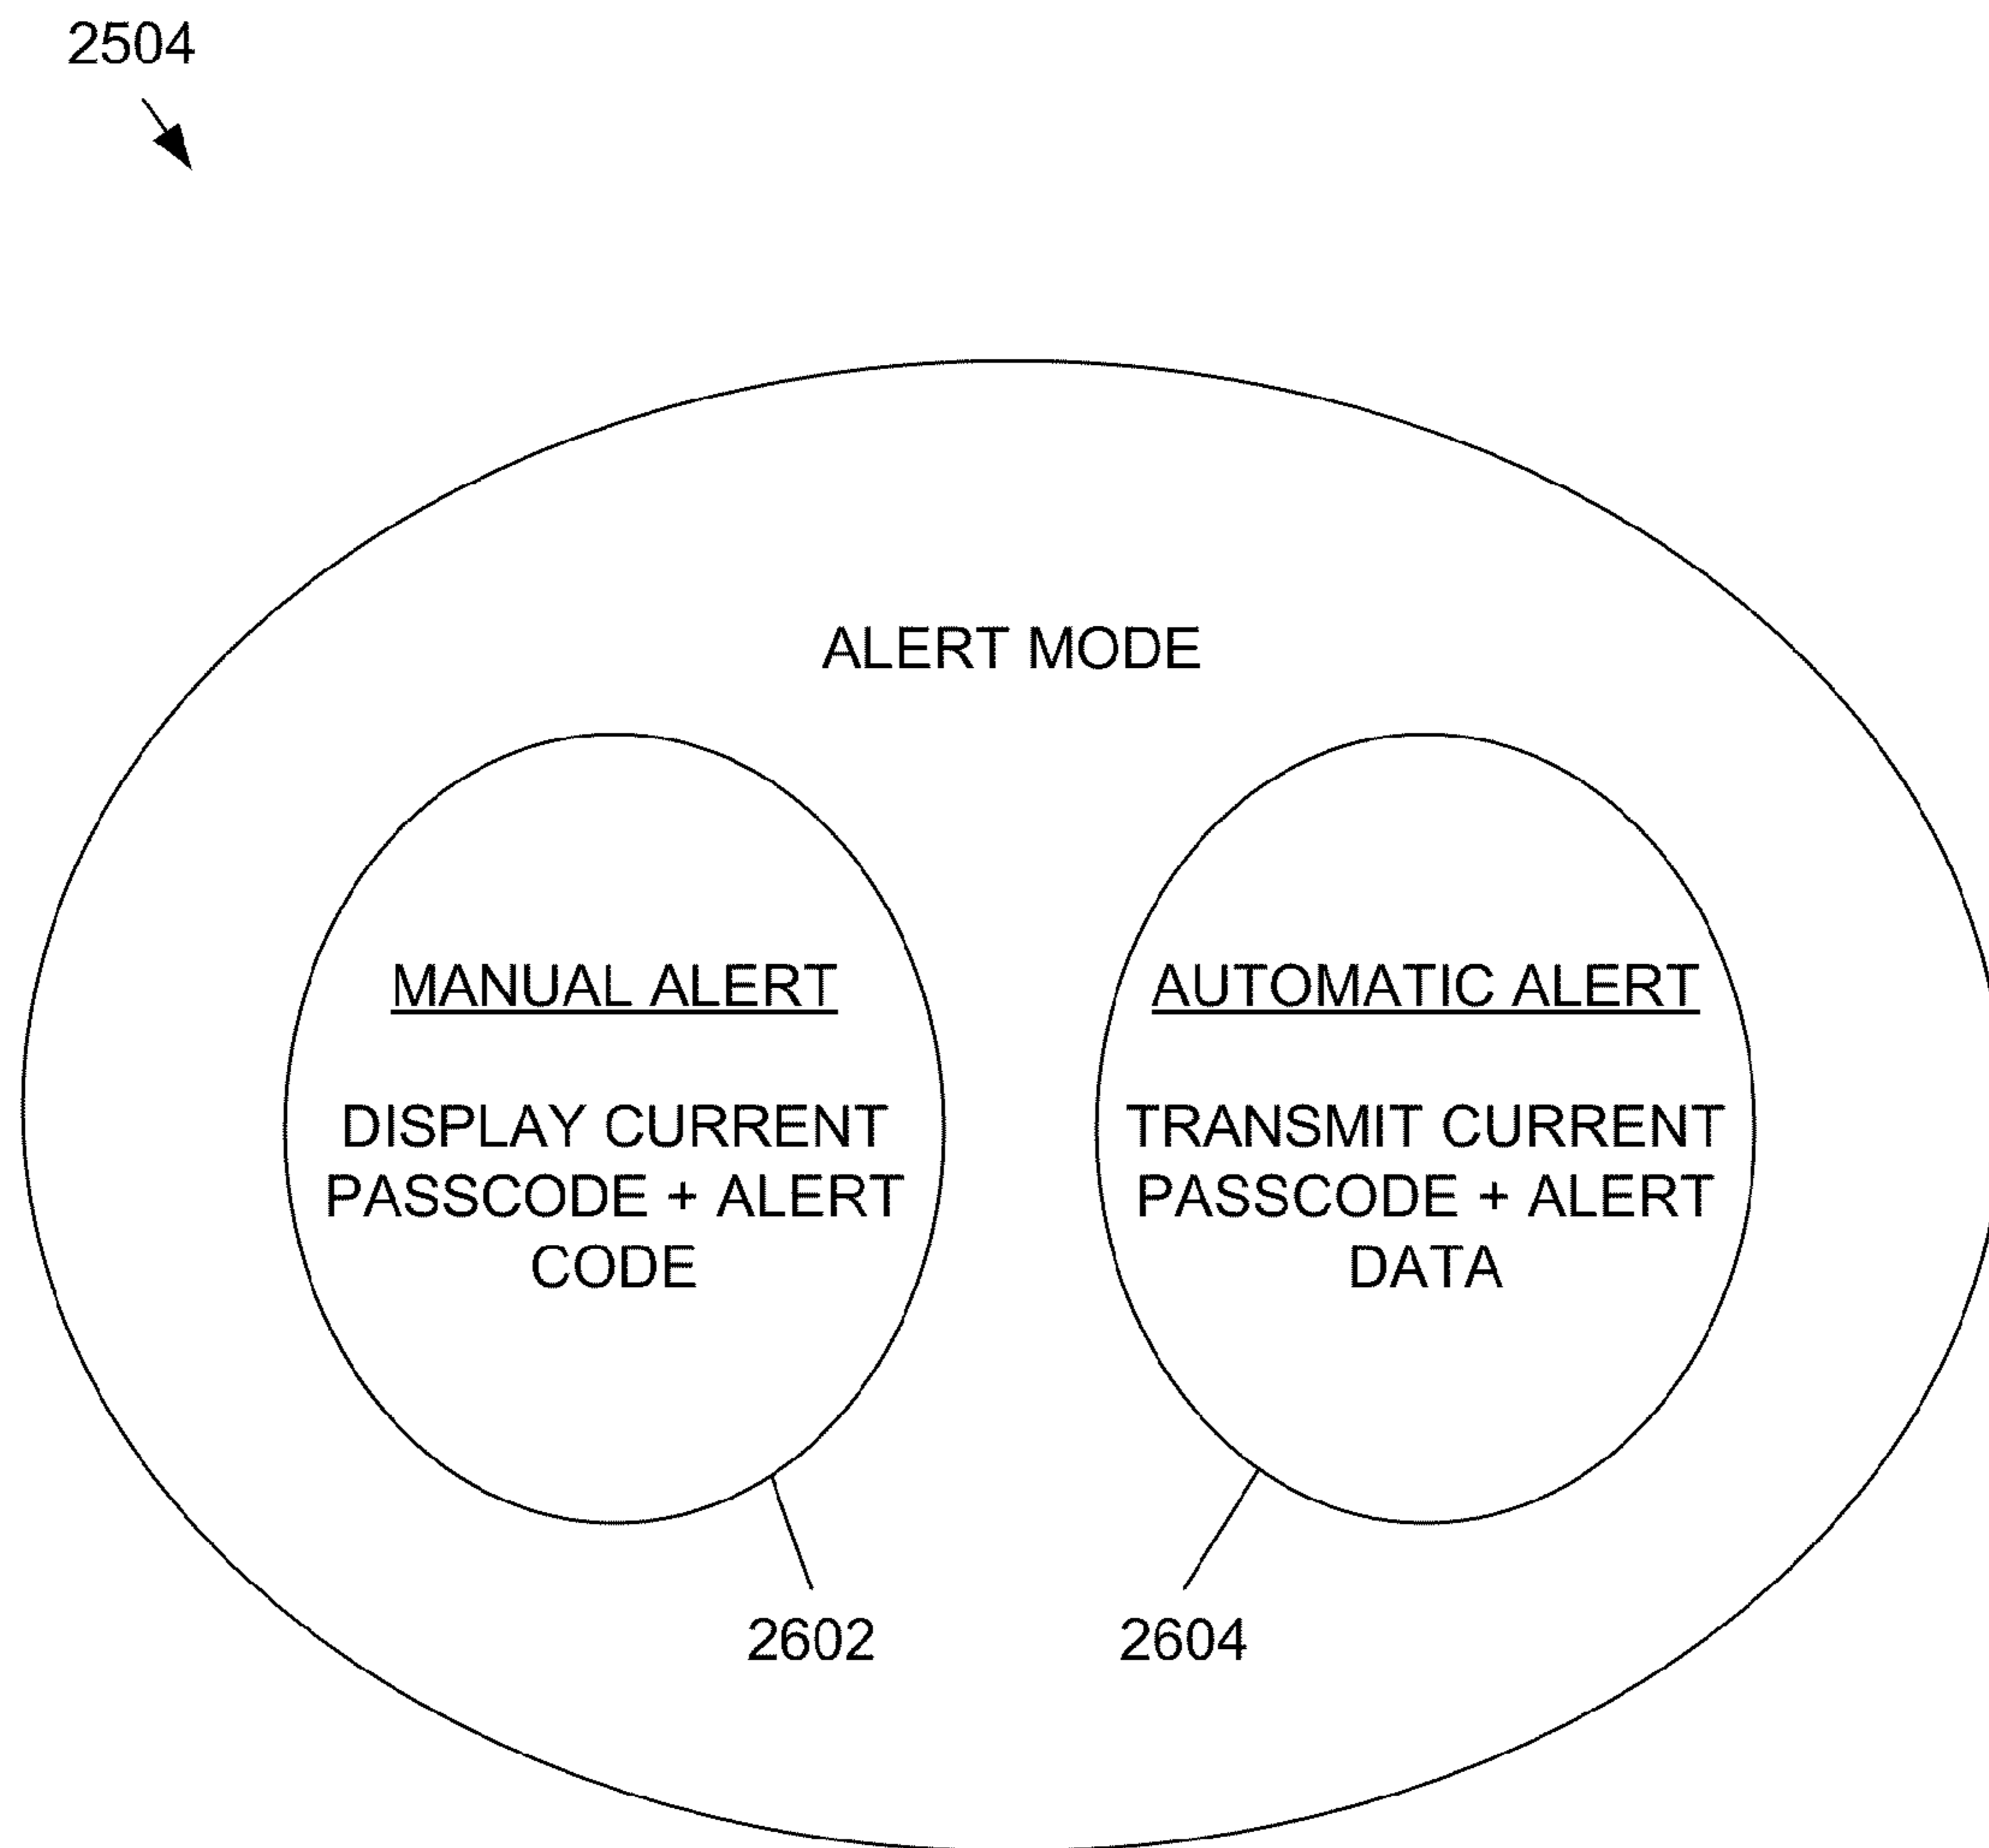 2504
ALERT MODE
MANUAL ALERT
DISPLAY CURRENT
PASSCODE + ALERT
CODE
AUTOMATIC ALERT
TRANSMIT CURRENT
PASSCODE + ALERT
DATA
2602
2604